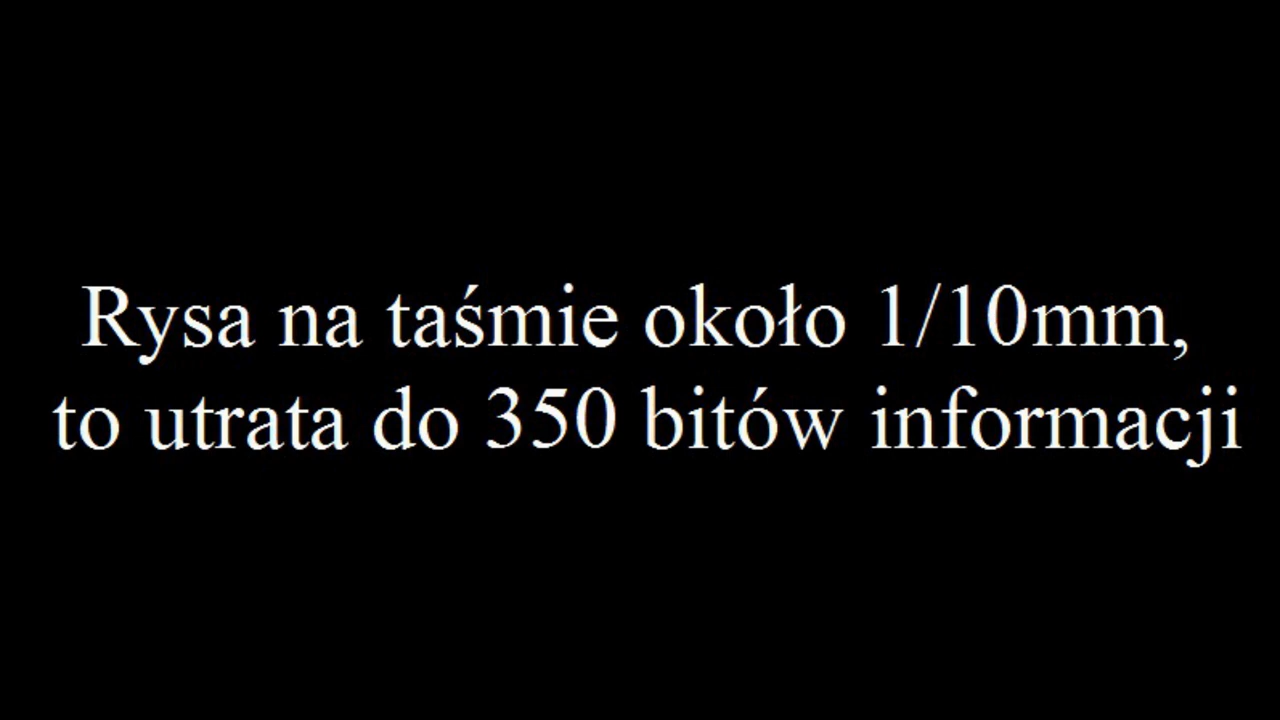 Rysa na taśmie około 1/10mm,
to utrata do 350 bitów informacji